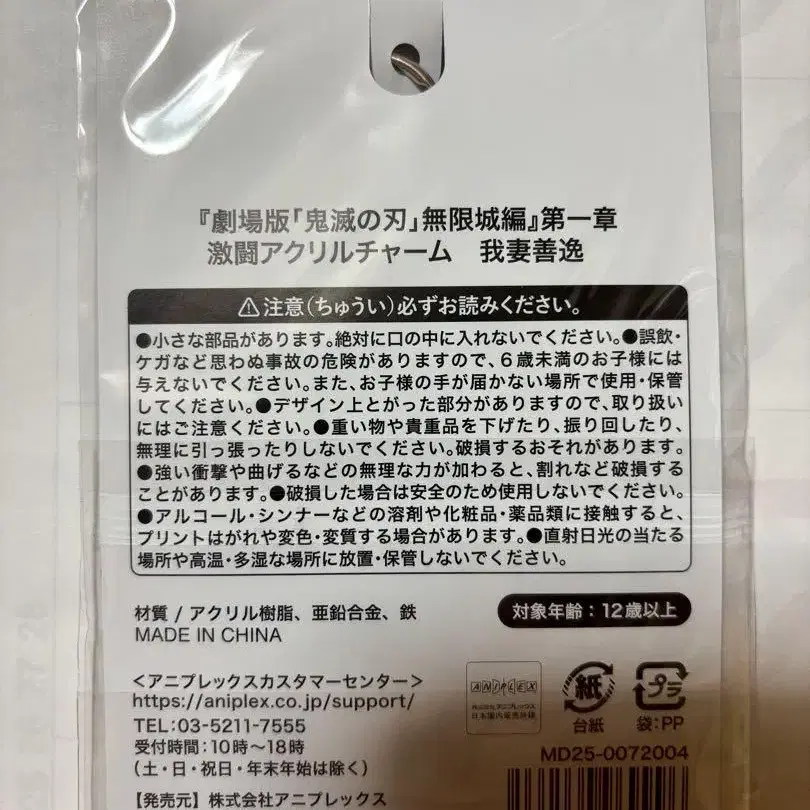 『劇場版「鬼滅の刃」無限城編』第一章
激闘アクリルチャーム 我妻善逸
⚠注意(ちゅうい)必ずお読みください。
●小さな部品があります。絶対に口の中に入れないでください。●誤飲・
ケガなど思わぬ事故の危険がありますので、6歳未満のお子様には
与えないでください。また、お子様の手が届かない場所で使用・保管
してください。●デザイン上とがった部分がありますので、取り扱い
にはご注意ください。●重い物や貴重品を下げたり、振り回したり、
無理に引っ張ったりしないでください。破損するおそれがあります。
●強い衝撃や曲げるなどの無理な力が加わると、割れなど破損する
ことがあります。●破損した場合は安全のため使用しないでください。
●アルコール・シンナーなどの溶剤や化粧品・薬品類に接触すると、
プリントはがれや変色・変質する場合があります。●直射日光の当たる
場所や高温・多湿な場所に放置・保管しないでください。
材質 / アクリル樹脂、亜鉛合金、鉄
MADE IN CHINA
対象年齢:12歳以上
<アニプレックスカスタマーセンター>
https://aniplex.co.jp/support/
TEL:03-5211-7555
受付時間:10時~18時
(土・日・祝日・年末年始は除く)
【発売元】株式会社アニプレックス
ANIPLEX
株式会社アニプレックス
日本国内販売許諾
紙
台紙
プラ
袋:PP
MD25-0072004